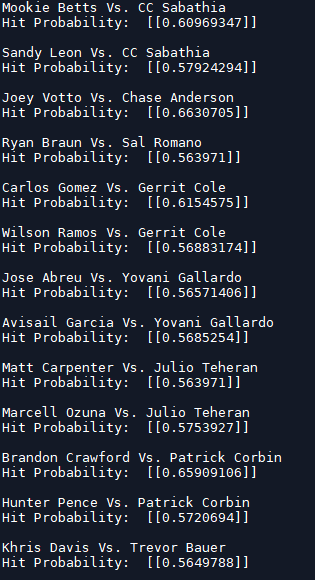 Mookie Betts Vs. CC Sabathia
Hit Probability:  [[0.60969347]]
Sandy Leon Vs. CC Sabathia
Hit Probability:  [[0.57924294]]
Joey Votto Vs. Chase Anderson
Hit Probability:  [[0.6630705]]
Ryan Braun Vs. Sal Romano
Hit Probability:  [[0.563971]]
Carlos Gomez Vs. Gerrit Cole
Hit Probability:  [[0.6154575]]
Wilson Ramos Vs. Gerrit Cole
Hit Probability:  [[0.56883174]]
Jose Abreu Vs. Yovani Gallardo
Hit Probability:  [[0.56571406]]
Avisail Garcia Vs. Yovani Gallardo
Hit Probability:  [[0.5685254]]
Matt Carpenter Vs. Julio Teheran
Hit Probability:  [[0.563971]]
Marcell Ozuna Vs. Julio Teheran
Hit Probability:  [[0.5753927]]
Brandon Crawford Vs. Patrick Corbin
Hit Probability:  [[0.65909106]]
Hunter Pence Vs. Patrick Corbin
Hit Probability:  [[0.5720694]]
Khris Davis Vs. Trevor Bauer
Hit Probability:  [[0.5649788]]